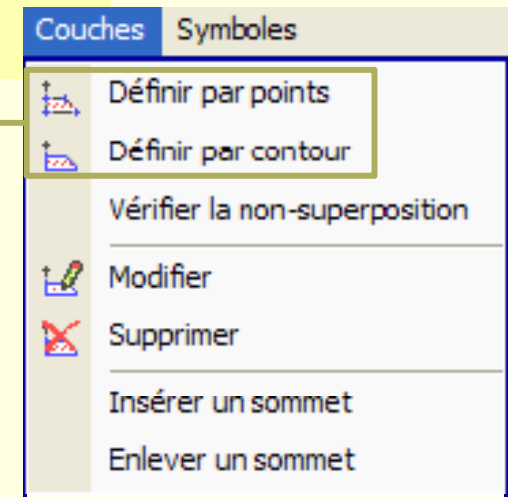 Couches Symboles
Définir par points
Définir par contour
Vérifier la non-superposition
Modifier
Supprimer
Insérer un sommet
Enlever un sommet